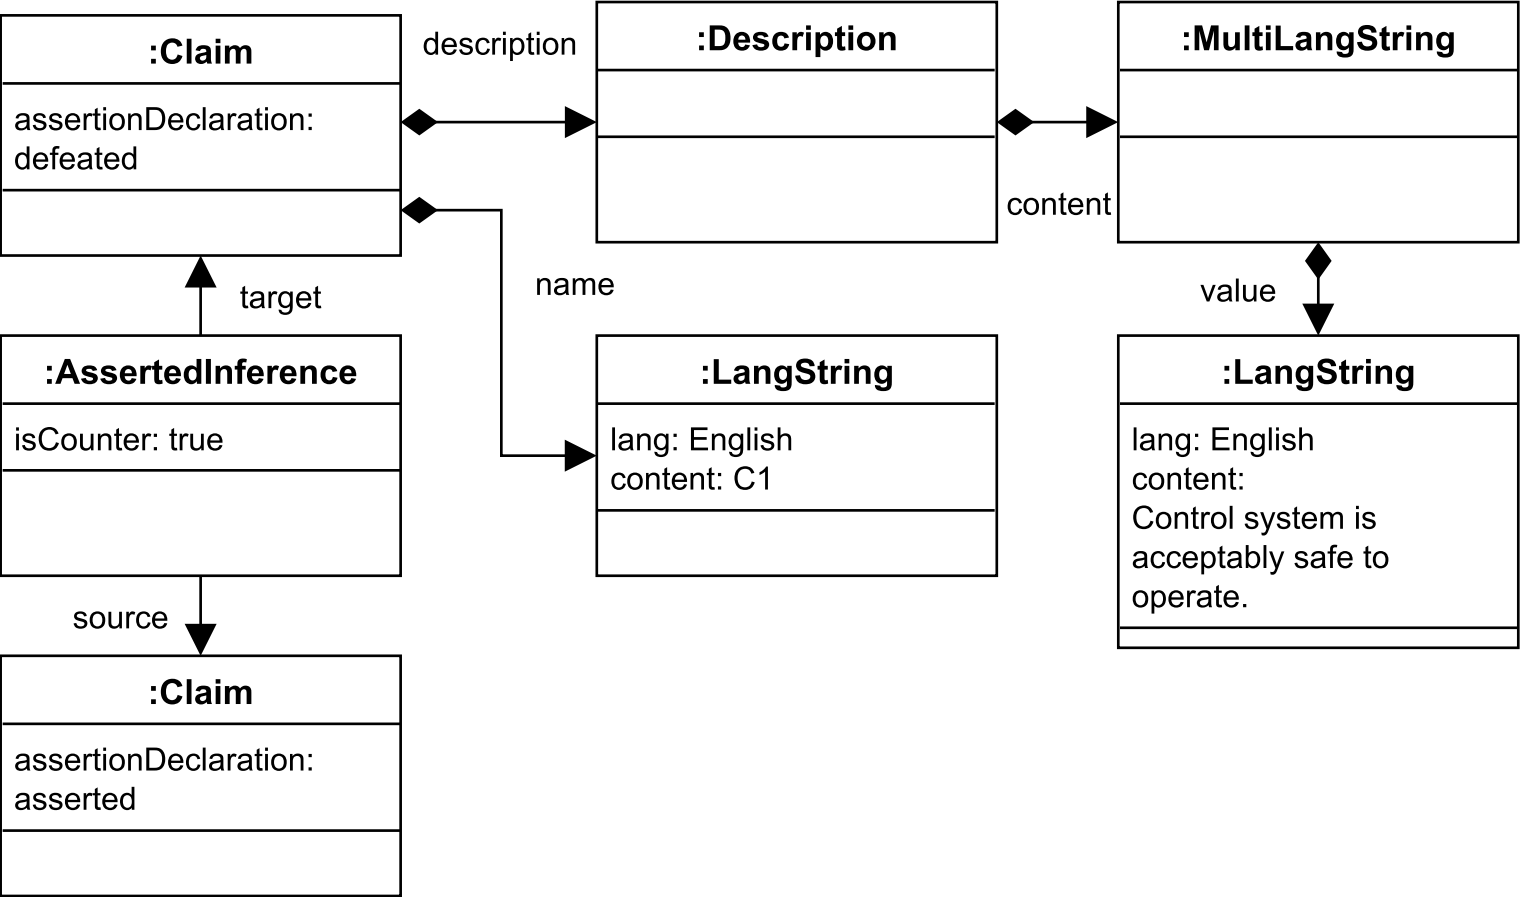 :Claim
assertionDeclaration:
defeated
description
:Description
content
:MultiLangString
target
name
value
:AssertedInference
isCounter: true
:LangString
lang: English
content: C1
:LangString
lang: English
content:
Control system is
acceptably safe to
operate.
source
:Claim
assertionDeclaration:
asserted